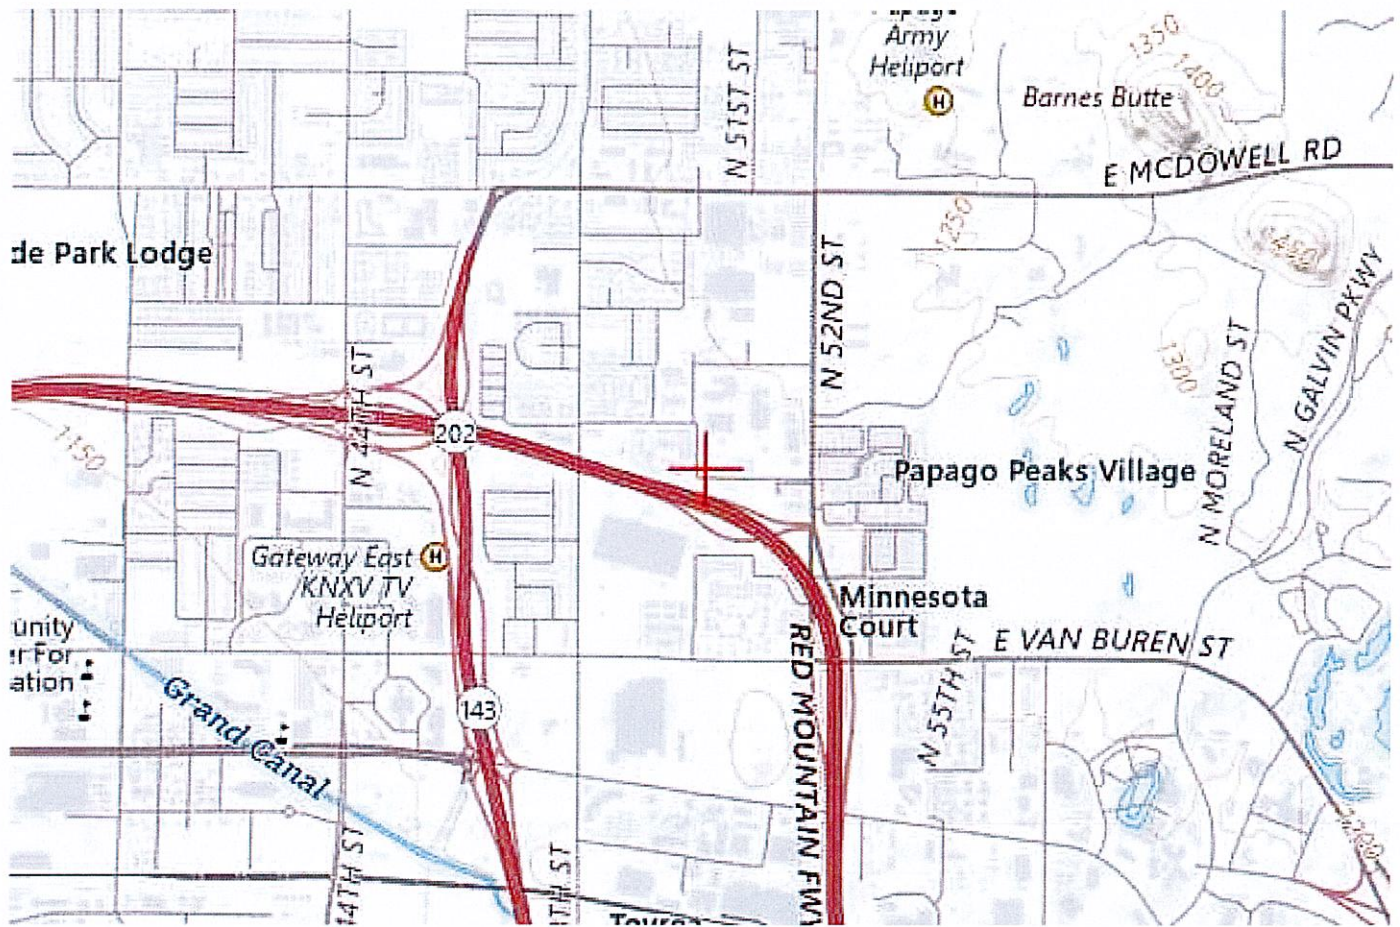 Army
Heliport
H
Barnes Butte
1350
1400
N 51ST ST
E MCDOWELL RD
de Park Lodge
N 52ND ST
1250
1450
N GALVIN PKWY
N MORELAND ST
1300
N 44TH ST
202
1150
Papago Peaks Village
Gateway East
KNXV TV
Heliport
H
Minnesota
Court
unity
er For
ation
E VAN BUREN ST
N 55TH ST
RED MOUNTAIN FWY
Grand Canal
143
1200
44TH ST
TH ST